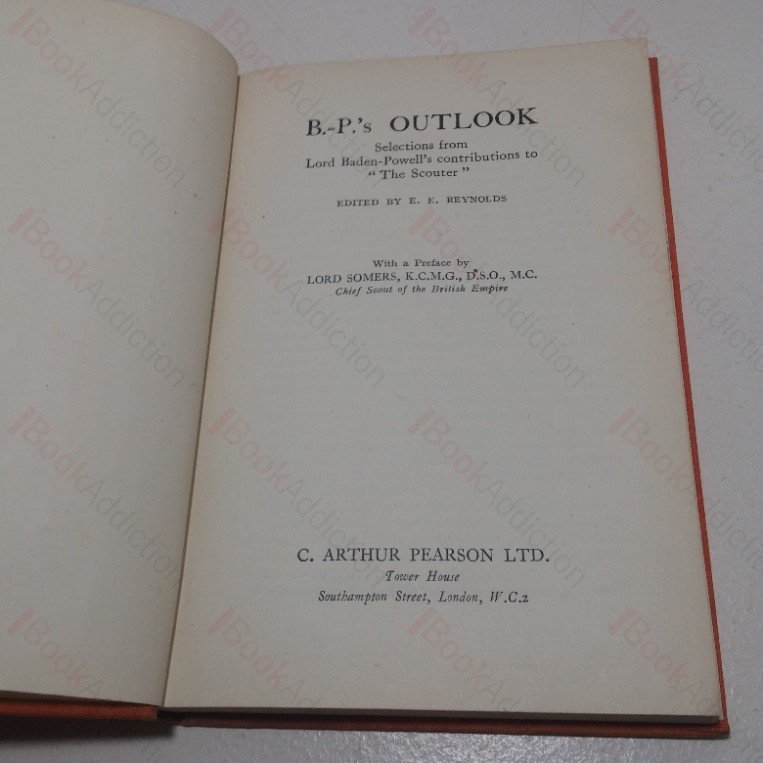 B.-P.'s OUTLOOK
Selections from
Lord Baden-Powell's contributions to
"The Scouter"
EDITED BY E. E. REYNOLDS
With a Preface by
LORD SOMERS, K.C.M.G., D.S.O., M.C.
Chief Scout of the British Empire
C. ARTHUR PEARSON LTD.
Tower House
Southampton Street, London, W.C.2
BookAddiction